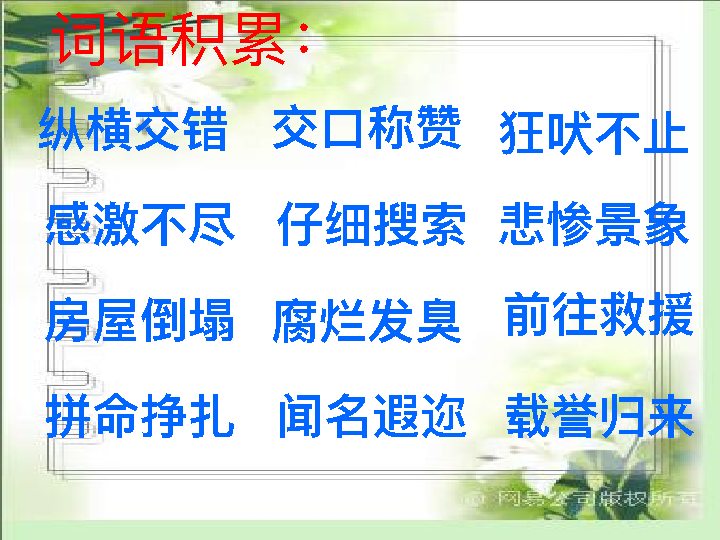 词语积累：
纵横交错 交口称赞 狂吠不止
感激不尽 仔细搜索 悲惨景象
房屋倒塌 腐烂发臭 前往救援
拼命挣扎 闻名遐迩 载誉归来
© 网易公司版权所有